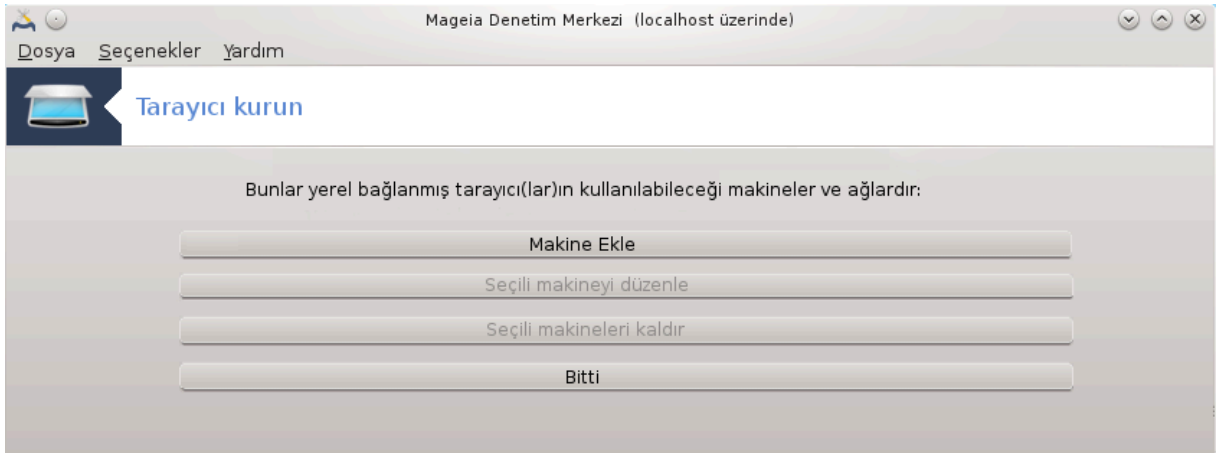 Mageia Denetim Merkezi (localhost üzerinde)
Dosya Seçenekler Yardım
Tarayıcı kurun
Bunlar yerel bağlanmış tarayıcı(lar)ın kullanılabileceği makineler ve ağlardır:
Makine Ekle
Seçili makineyi düzenle
Seçili makineleri kaldır
Bitti